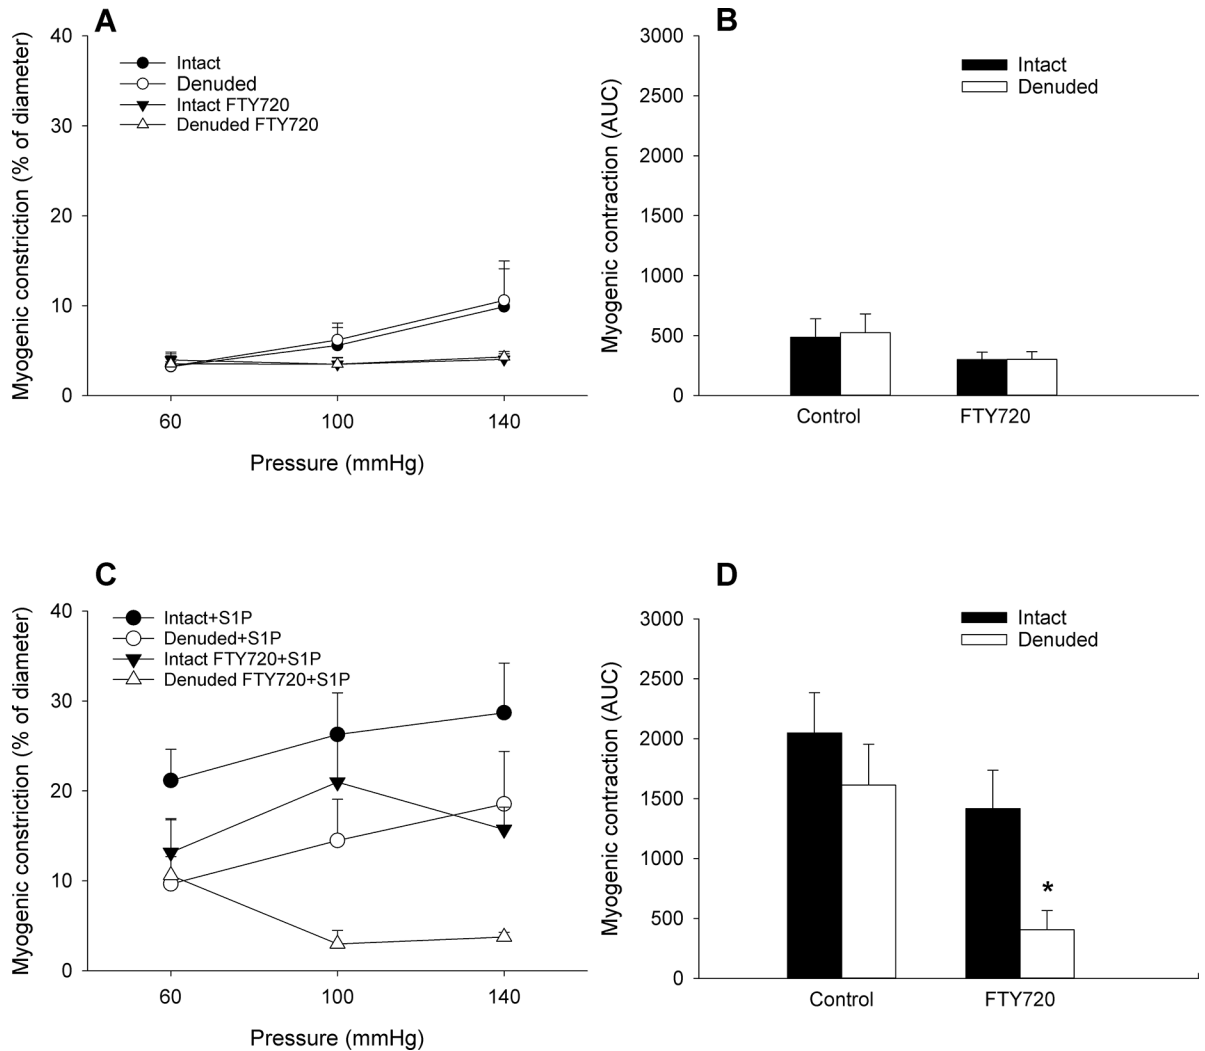 A
Myogenic constriction (% of diameter)
40
30
20
10
0
Intact
Denuded
Intact FTY720
Denuded FTY720
60 100 140
Pressure (mmHg)
B
Myogenic contraction (AUC)
3000
2500
2000
1500
1000
500
0
Intact
Denuded
Control FTY720
C
Myogenic constriction (% of diameter)
40
30
20
10
0
Intact+S1P
Denuded+S1P
Intact FTY720+S1P
Denuded FTY720+S1P
60 100 140
Pressure (mmHg)
D
Myogenic contraction (AUC)
3000
2500
2000
1500
1000
500
0
Intact
Denuded
*
Control FTY720